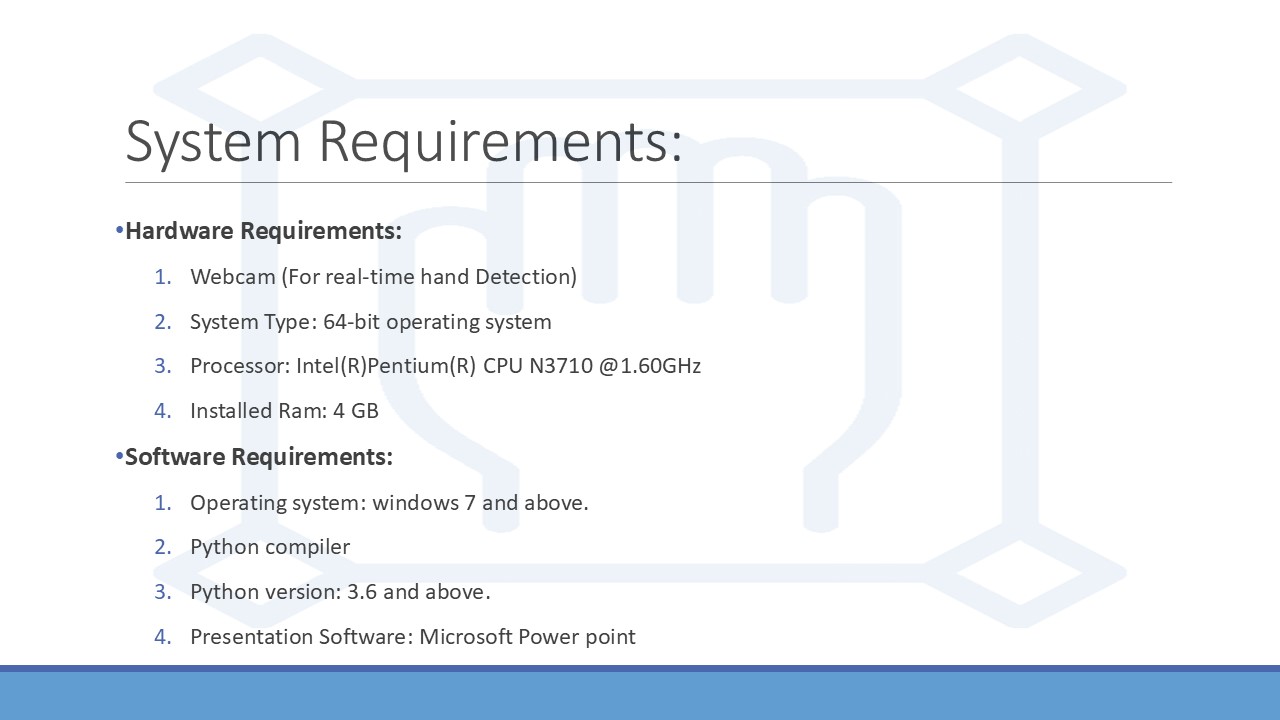 System Requirements:
•Hardware Requirements:
1. Webcam (For real-time hand Detection)
2. System Type: 64-bit operating system
3. Processor: Intel(R)Pentium(R) CPU N3710 @1.60GHz
4. Installed Ram: 4 GB
•Software Requirements:
1. Operating system: windows 7 and above.
2. Python compiler
3. Python version: 3.6 and above.
4. Presentation Software: Microsoft Power point